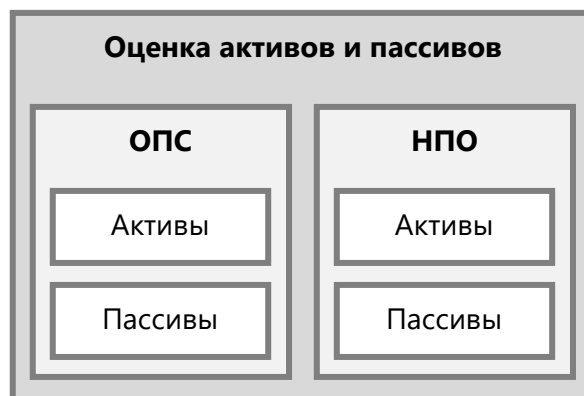 Оценка активов и пассивов
ОПС
Активы
Пассивы
НПО
Активы
Пассивы